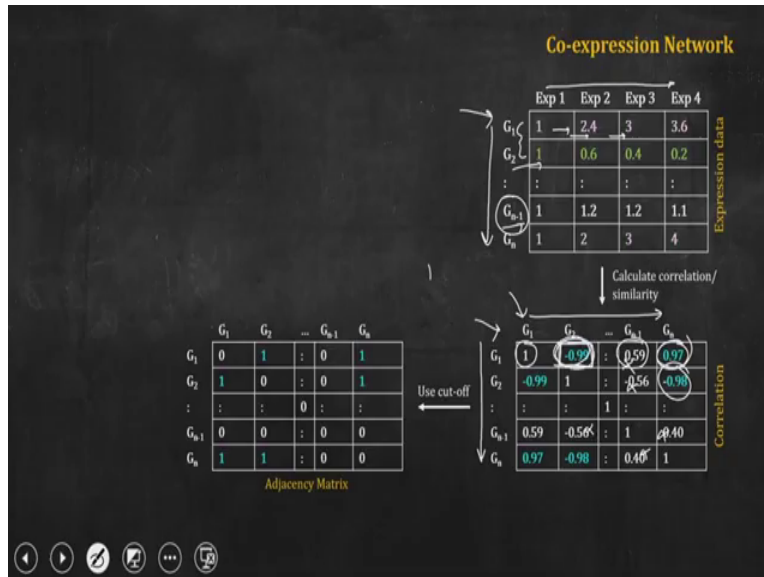 Co-expression Network
Exp 1 Exp 2 Exp 3 Exp 4
G₁ 1 2.4 3 3.6
G₂ 1 0.6 0.4 0.2
: : : : :
Gₙ₋₁ 1 1.2 1.2 1.1
Gₙ 1 2 3 4
Expression data
Calculate correlation/
similarity
G₁ G₂ ... Gₙ₋₁ Gₙ
G₁ 1 -0.99 : 0.59 0.97
G₂ -0.99 1 : -0.56 -0.98
: : : 1 : :
Gₙ₋₁ 0.59 -0.56 : 1 0.40
Gₙ 0.97 -0.98 : 0.40 1
Correlation
Use cut-off
G₁ G₂ ... Gₙ₋₁ Gₙ
G₁ 0 1 : 0 1
G₂ 1 0 : 0 1
: : : 0 : :
Gₙ₋₁ 0 0 : 0 0
Gₙ 1 1 : 0 0
Adjacency Matrix